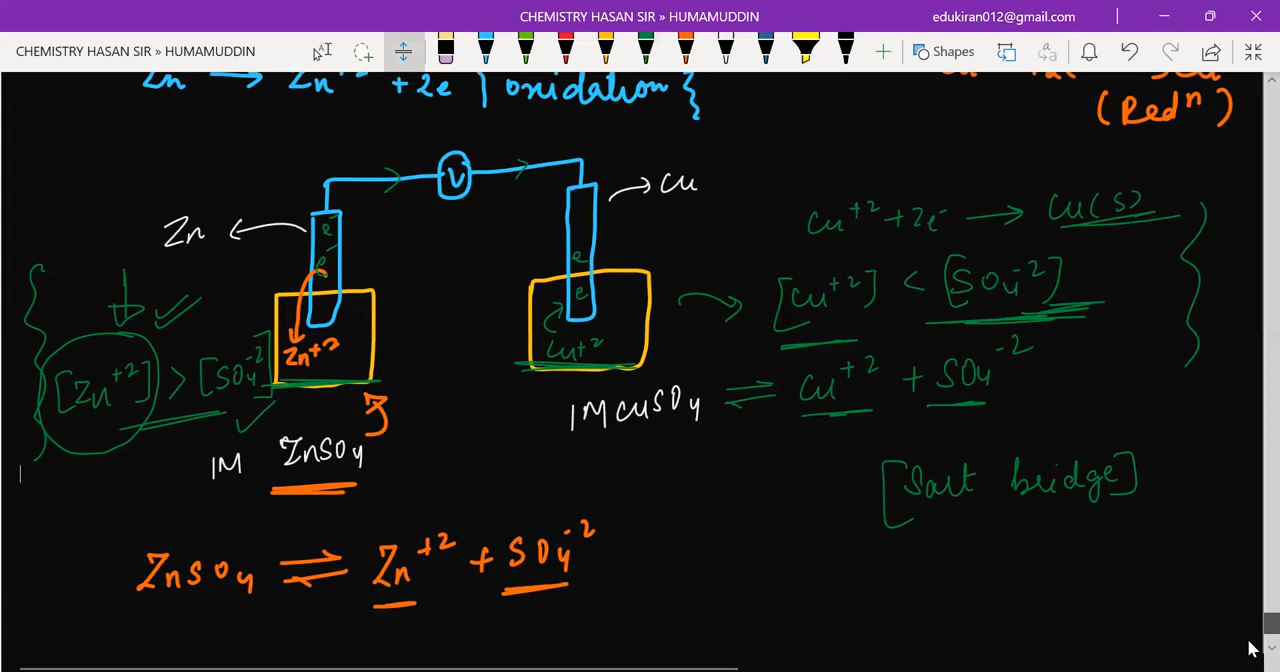 CHEMISTRY HASAN SIR » HUMAMUDDIN
edukiran012@gmail.com
CHEMISTRY HASAN SIR » HUMAMUDDIN
Shapes
Zn → Zn+2 + 2e { oxidation }
(Redn)
V
Zn
Cu
e-
e-
e
e
Zn+2
Cu+2
Cu+2 + 2e- → Cu(s)
[Cu+2] < [SO4-2]
[Zn+2] > [SO4-2]
1M CuSO4 ⇌ Cu+2 + SO4-2
1M ZnSO4
[Salt bridge]
ZnSO4 ⇌ Zn+2 + SO4-2